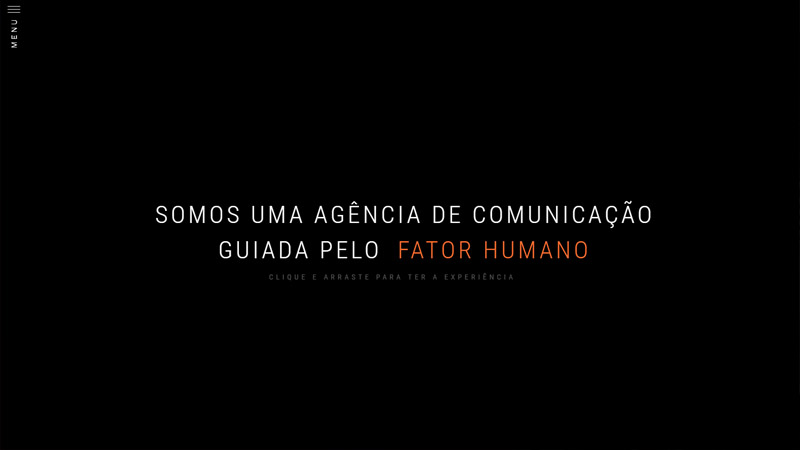 MENU
SOMOS UMA AGÊNCIA DE COMUNICAÇÃO
GUIADA PELO FATOR HUMANO
CLIQUE E ARRASTE PARA TER A EXPERIÊNCIA